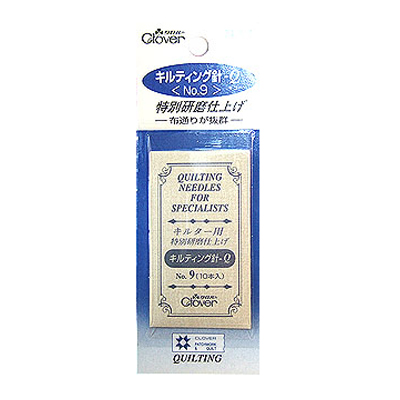 クロバー
Clover
キルティング針-Q
<No.9>
特別研磨仕上げ
―布通りが抜群―
QUILTING
NEEDLES
FOR
SPECIALISTS
キルター用
特別研磨仕上げ
キルティング針-Q
No. 9 (10本入)
クロバー
Clover
CLOVER
PATCHWORK
& QUILT
QUILTING